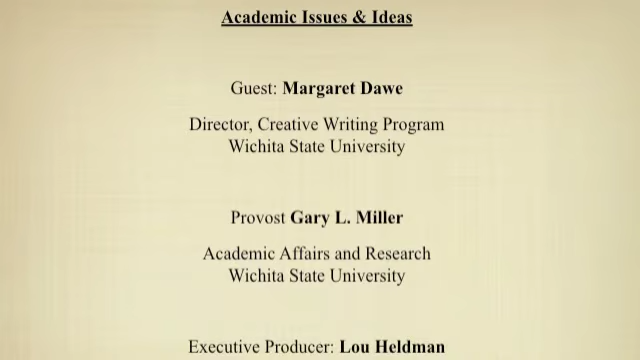 Academic Issues & Ideas
Guest: Margaret Dawe
Director, Creative Writing Program
Wichita State University
Provost Gary L. Miller
Academic Affairs and Research
Wichita State University
Executive Producer: Lou Heldman